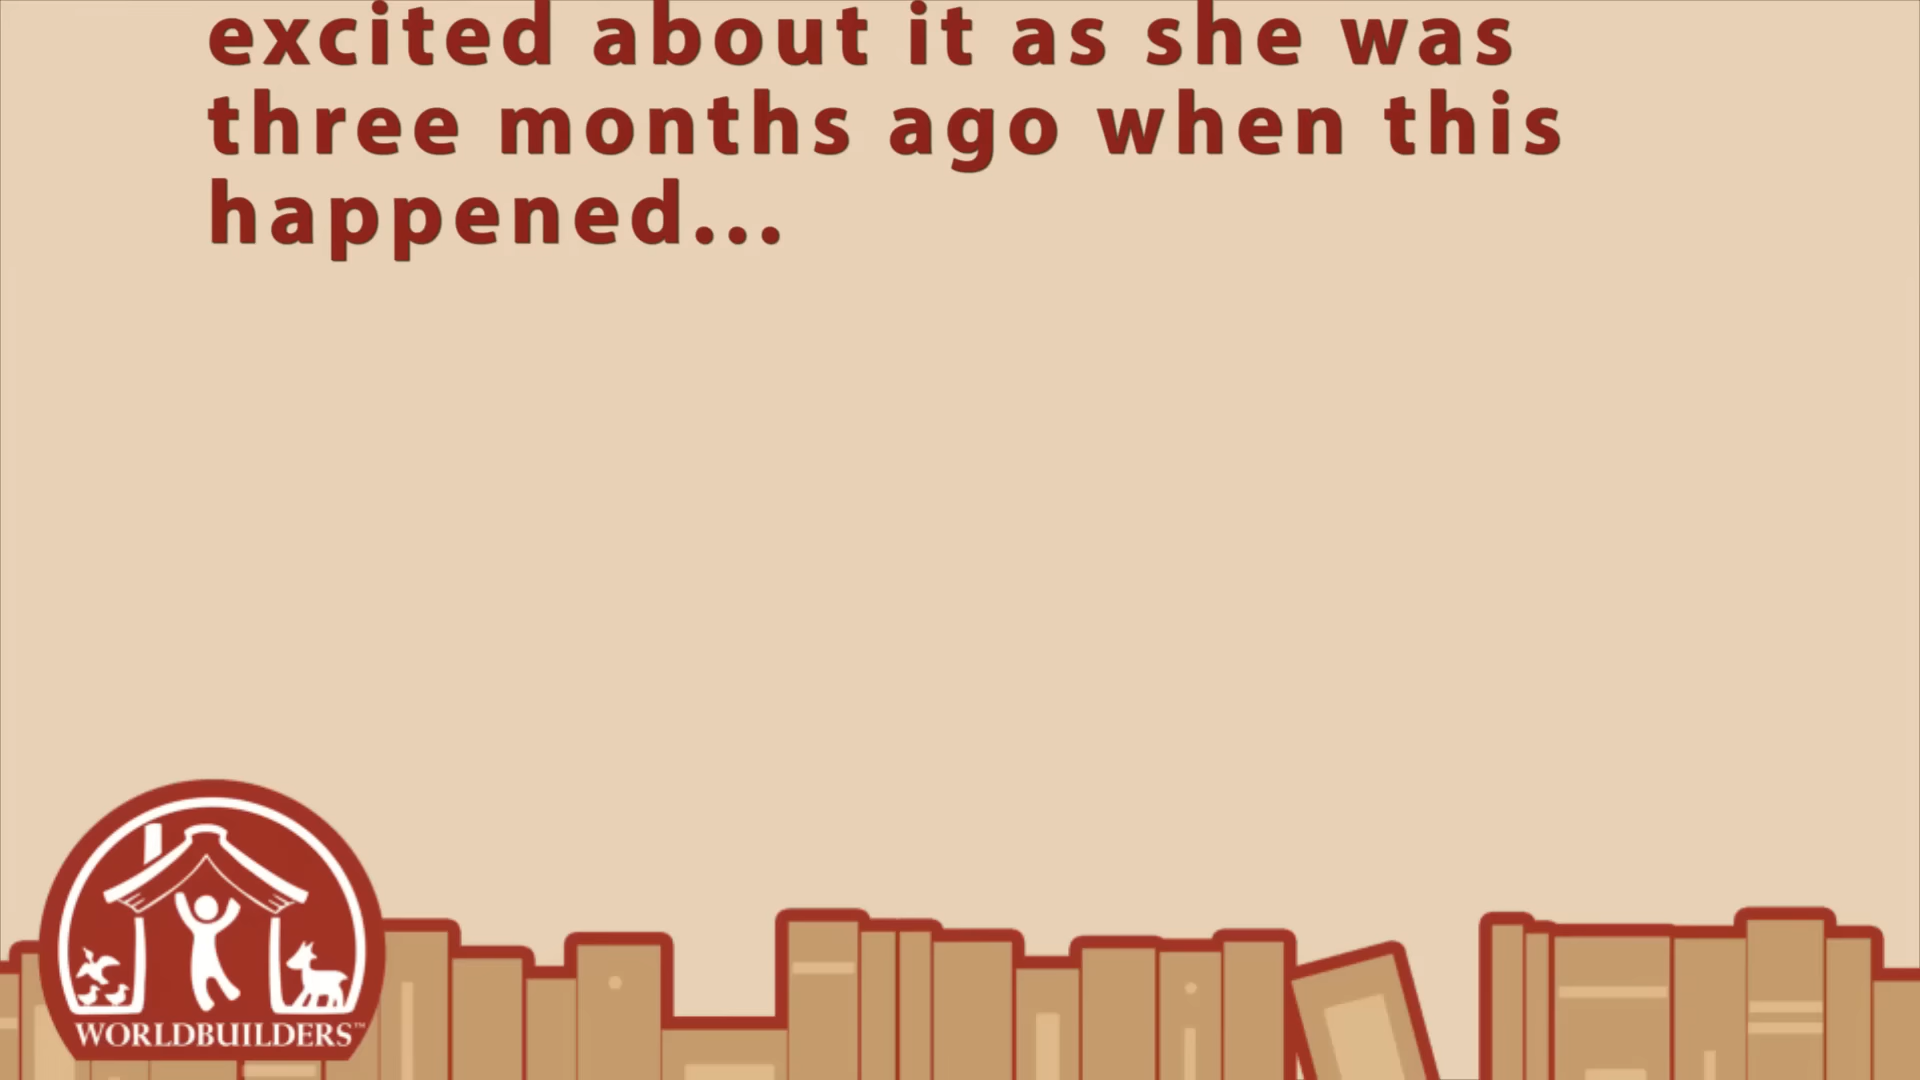 excited about it as she was
three months ago when this
happened...
WORLDBUILDERS™